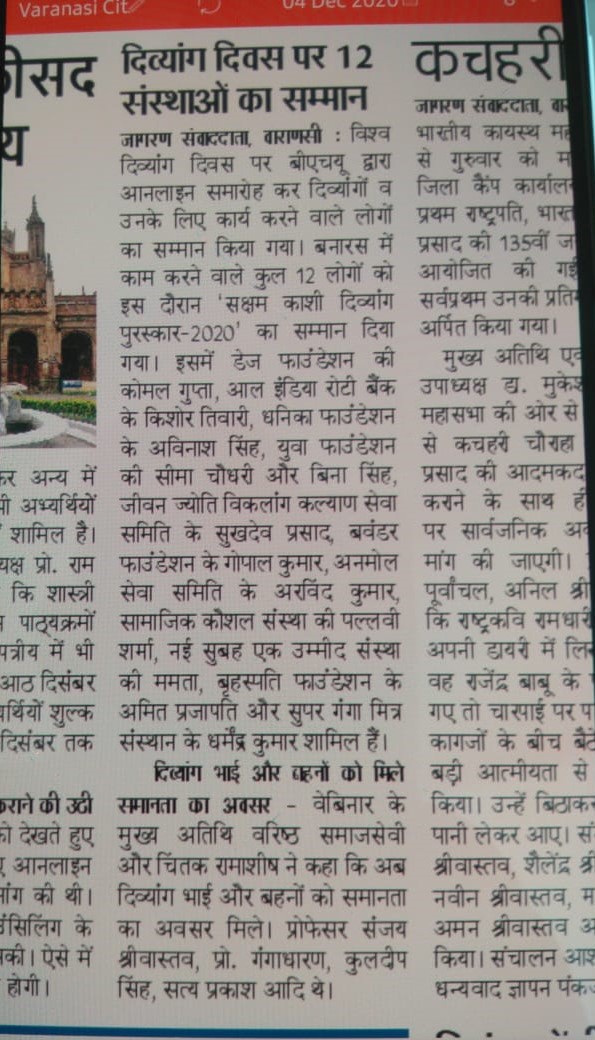 Varanasi Cit
04 Dec 2020
ीसद
य
कर अन्य में
भी अभ्यर्थियों
शामिल है।
यक्ष प्रो. राम
कि शास्त्री
पाठ्यक्रमों
पत्रीय में भी
आठ दिसंबर
र्थियों शुल्क
दिसंबर तक
कराने की उठी
को देखते हुए
आनलाइन
मांग की थी।
उंसिलिंग के
सकी। ऐसे में
होगी।
दिव्यांग दिवस पर 12
संस्थाओं का सम्मान
जागरण संवाददाता, वाराणसी : विश्व
दिव्यांग दिवस पर बीएचयू द्वारा
आनलाइन समारोह कर दिव्यांगों व
उनके लिए कार्य करने वाले लोगों
का सम्मान किया गया। बनारस में
काम करने वाले कुल 12 लोगों को
इस दौरान 'सक्षम काशी दिव्यांग
पुरस्कार-2020' का सम्मान दिया
गया। इसमें डेज फाउंडेशन की
कोमल गुप्ता, आल इंडिया रोटी बैंक
के किशोर तिवारी, धनिका फाउंडेशन
के अविनाश सिंह, युवा फाउंडेशन
की सीमा चौधरी और बिना सिंह,
जीवन ज्योति विकलांग कल्याण सेवा
समिति के सुखदेव प्रसाद, बवंडर
फाउंडेशन के गोपाल कुमार, अनमोल
सेवा समिति के अरविंद कुमार,
सामाजिक कौशल संस्था की पल्लवी
शर्मा, नई सुबह एक उम्मीद संस्था
की ममता, बृहस्पति फाउंडेशन के
अमित प्रजापति और सुपर गंगा मित्र
संस्थान के धर्मेंद्र कुमार शामिल हैं।
दिव्यांग भाई और बहनों को मिले
समानता का अवसर - वेबिनार के
मुख्य अतिथि वरिष्ठ समाजसेवी
और चिंतक रामाशीष ने कहा कि अब
दिव्यांग भाई और बहनों को समानता
का अवसर मिले। प्रोफेसर संजय
श्रीवास्तव, प्रो. गंगाधारण, कुलदीप
सिंह, सत्य प्रकाश आदि थे।
कचहरी
जागरण संवाददाता, वार
भारतीय कायस्थ मह
से गुरुवार को म
जिला कैंप कार्याल
प्रथम राष्ट्रपति, भारत
प्रसाद की 135वीं ज
आयोजित की गई
सर्वप्रथम उनकी प्रति
अर्पित किया गया।
मुख्य अतिथि एव
उपाध्यक्ष डा. मुकेश
महासभा की ओर से
से कचहरी चौराहा
प्रसाद की आदमकद
कराने के साथ ही
पर सार्वजनिक अव
मांग की जाएगी।
पूर्वांचल, अनिल श्री
कि राष्ट्रकवि रामधारी
अपनी डायरी में लि
वह राजेंद्र बाबू के
गए तो चारपाई पर प
कागजों के बीच बैठे
बड़ी आत्मीयता से
किया। उन्हें बिठाकर
पानी लेकर आए। सं
श्रीवास्तव, शैलेंद्र श्री
नवीन श्रीवास्तव, म
अमन श्रीवास्तव अ
किया। संचालन आश
धन्यवाद ज्ञापन पंक